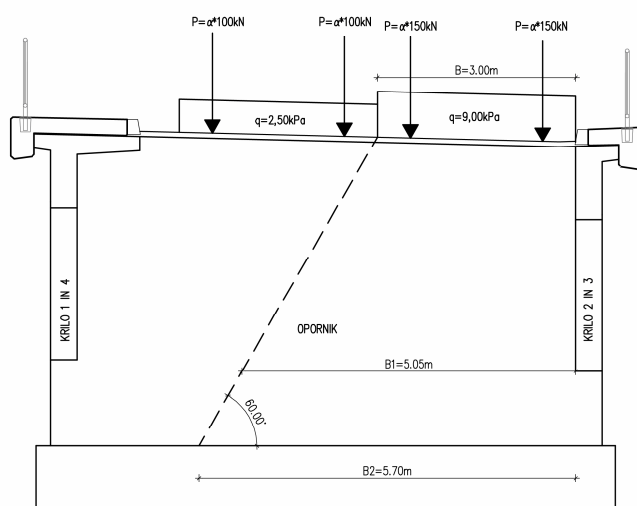 P=α*100kN
P=α*100kN
P=α*150kN
P=α*150kN
B=3.00m
q=2,50kPa
q=9,00kPa
KRILO 1 IN 4
KRILO 2 IN 3
OPORNIK
B1=5.05m
60.00°
B2=5.70m